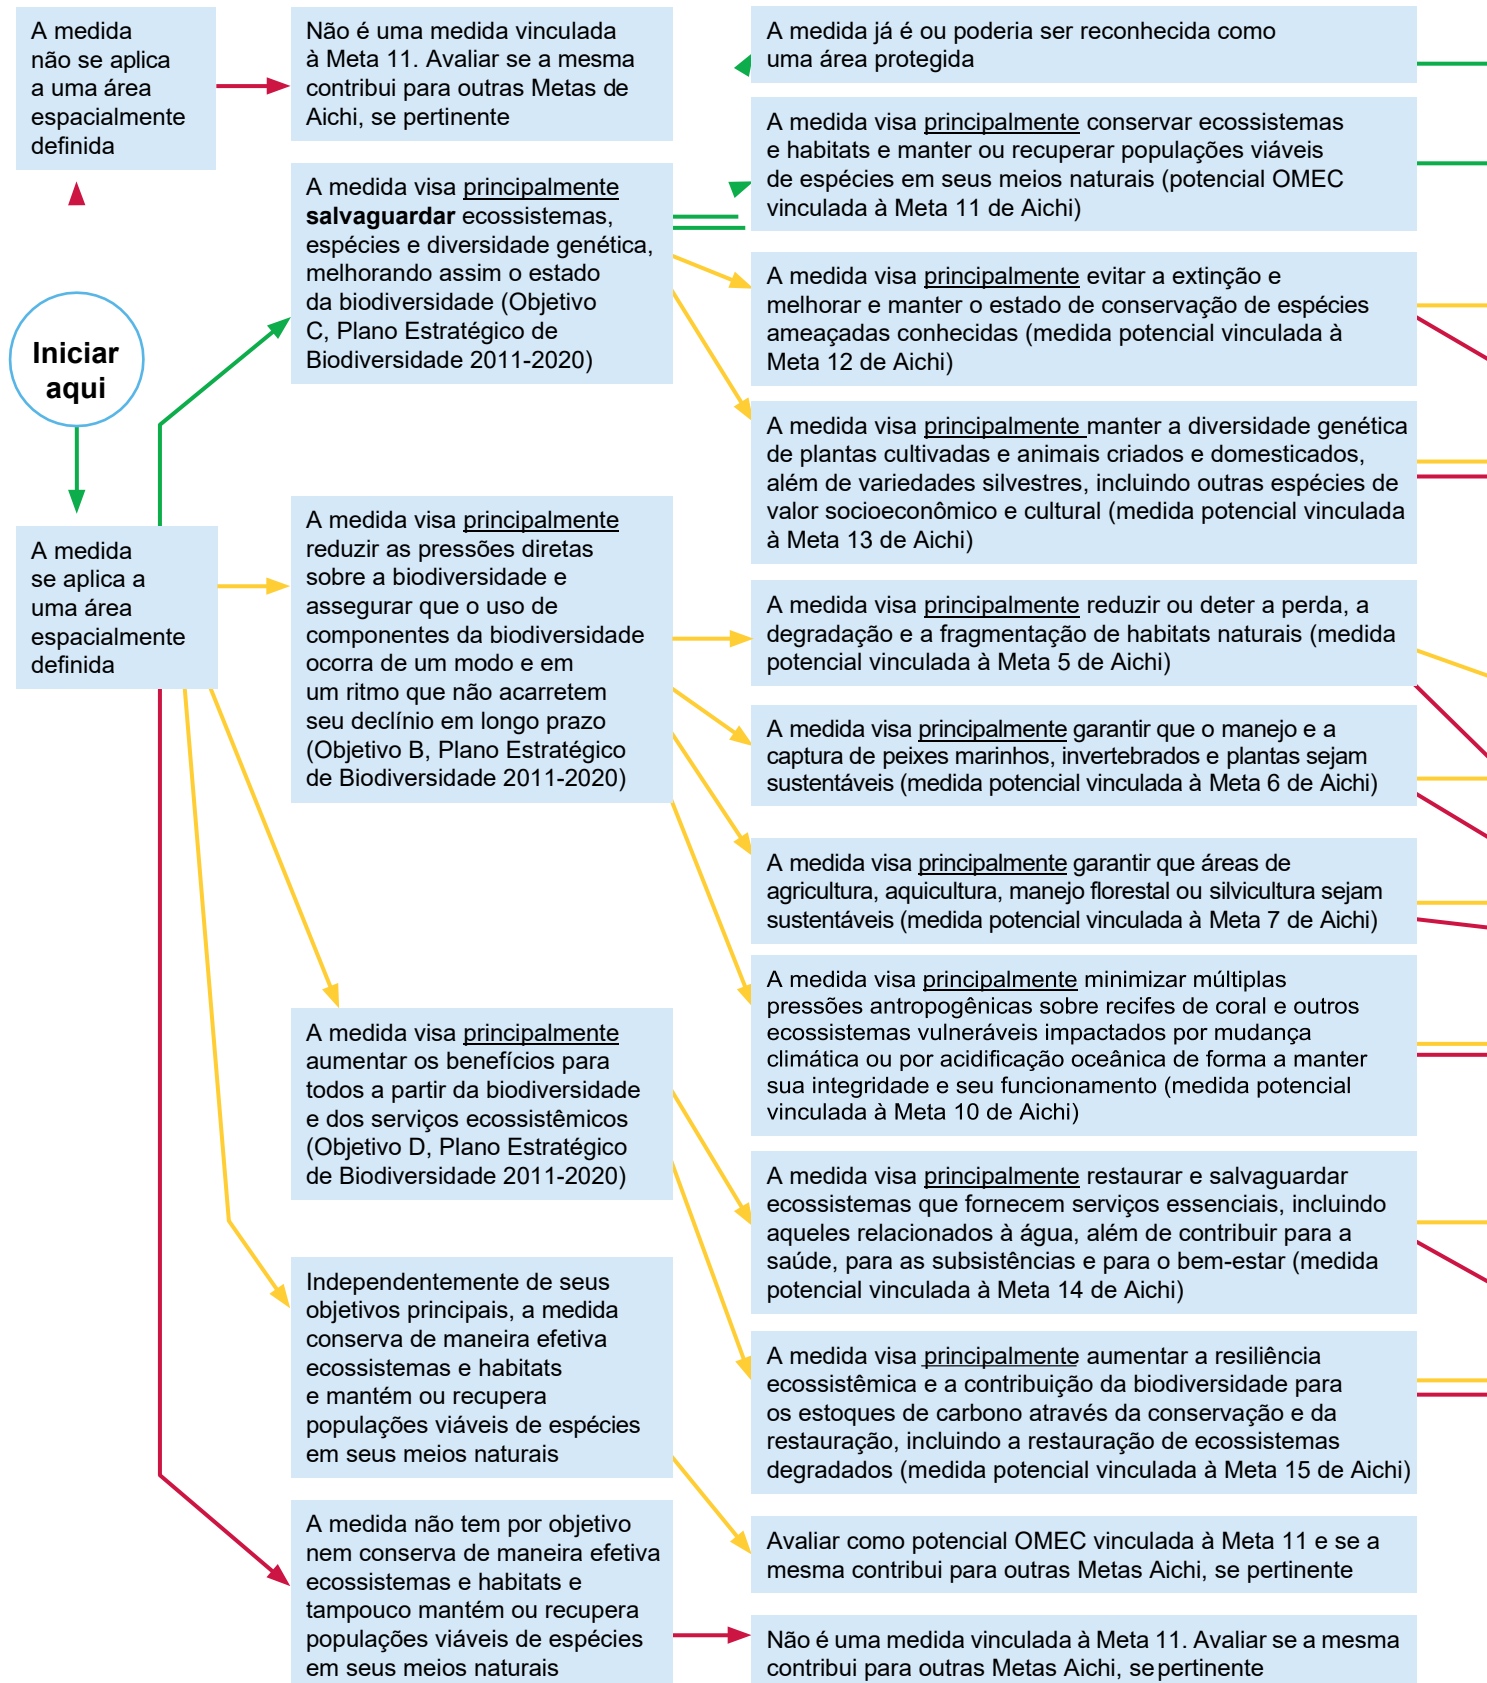 A medida
não se aplica
a uma área
espacialmente
definida
Iniciar
aqui
A medida
se aplica a
uma área
espacialmente
definida
Não é uma medida vinculada
à Meta 11. Avaliar se a mesma
contribui para outras Metas de
Aichi, se pertinente
A medida visa principalmente
salvaguardar ecossistemas,
espécies e diversidade genética,
melhorando assim o estado
da biodiversidade (Objetivo
C, Plano Estratégico de
Biodiversidade 2011-2020)
A medida visa principalmente
reduzir as pressões diretas
sobre a biodiversidade e
assegurar que o uso de
componentes da biodiversidade
ocorra de um modo e em
um ritmo que não acarretem
seu declínio em longo prazo
(Objetivo B, Plano Estratégico
de Biodiversidade 2011-2020)
A medida visa principalmente
aumentar os benefícios para
todos a partir da biodiversidade
e dos serviços ecossistêmicos
(Objetivo D, Plano Estratégico
de Biodiversidade 2011-2020)
Independentemente de seus
objetivos principais, a medida
conserva de maneira efetiva
ecossistemas e habitats
e mantém ou recupera
populações viáveis de espécies
em seus meios naturais
A medida não tem por objetivo
nem conserva de maneira efetiva
ecossistemas e habitats e
tampouco mantém ou recupera
populações viáveis de espécies
em seus meios naturais
A medida já é ou poderia ser reconhecida como
uma área protegida
A medida visa principalmente conservar ecossistemas
e habitats e manter ou recuperar populações viáveis
de espécies em seus meios naturais (potencial OMEC
vinculada à Meta 11 de Aichi)
A medida visa principalmente evitar a extinção e
melhorar e manter o estado de conservação de espécies
ameaçadas conhecidas (medida potencial vinculada à
Meta 12 de Aichi)
A medida visa principalmente manter a diversidade genética
de plantas cultivadas e animais criados e domesticados,
além de variedades silvestres, incluindo outras espécies de
valor socioeconômico e cultural (medida potencial vinculada
à Meta 13 de Aichi)
A medida visa principalmente reduzir ou deter a perda, a
degradação e a fragmentação de habitats naturais (medida
potencial vinculada à Meta 5 de Aichi)
A medida visa principalmente garantir que o manejo e a
captura de peixes marinhos, invertebrados e plantas sejam
sustentáveis (medida potencial vinculada à Meta 6 de Aichi)
A medida visa principalmente garantir que áreas de
agricultura, aquicultura, manejo florestal ou silvicultura sejam
sustentáveis (medida potencial vinculada à Meta 7 de Aichi)
A medida visa principalmente minimizar múltiplas
pressões antropogênicas sobre recifes de coral e outros
ecossistemas vulneráveis impactados por mudança
climática ou por acidificação oceânica de forma a manter
sua integridade e seu funcionamento (medida potencial
vinculada à Meta 10 de Aichi)
A medida visa principalmente restaurar e salvaguardar
ecossistemas que fornecem serviços essenciais, incluindo
aqueles relacionados à água, além de contribuir para a
saúde, para as subsistências e para o bem-estar (medida
potencial vinculada à Meta 14 de Aichi)
A medida visa principalmente aumentar a resiliência
ecossistêmica e a contribuição da biodiversidade para
os estoques de carbono através da conservação e da
restauração, incluindo a restauração de ecossistemas
degradados (medida potencial vinculada à Meta 15 de Aichi)
Avaliar como potencial OMEC vinculada à Meta 11 e se a
mesma contribui para outras Metas Aichi, se pertinente
Não é uma medida vinculada à Meta 11. Avaliar se a mesma
contribui para outras Metas Aichi, se pertinente